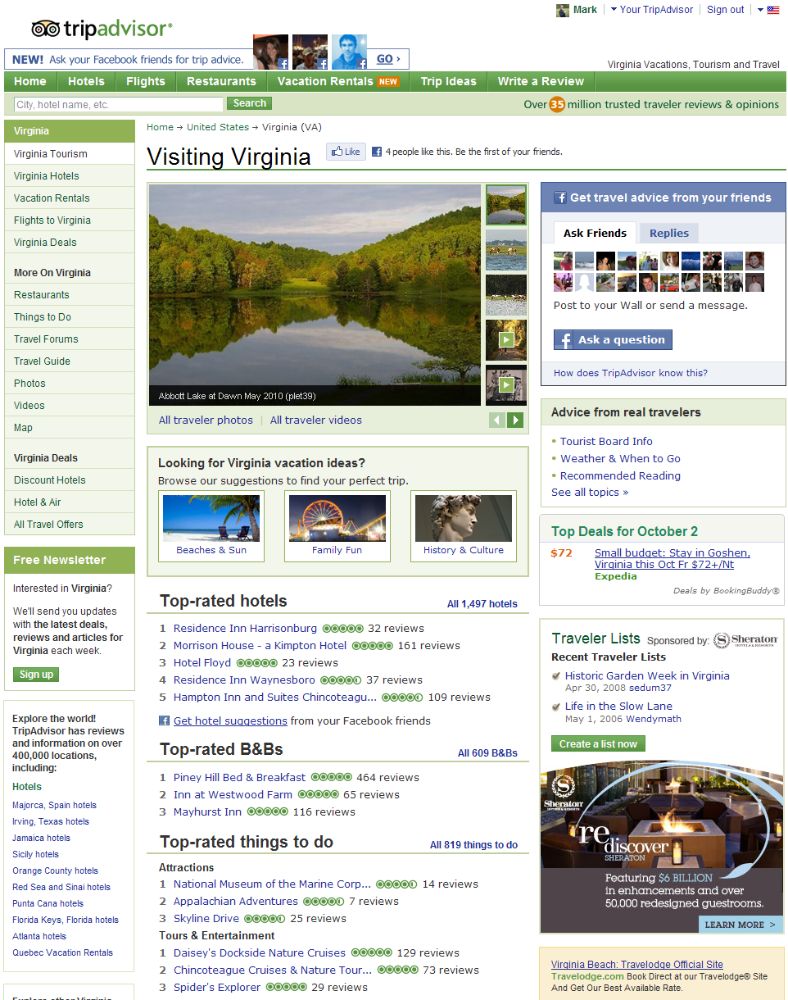 Mark
Your TripAdvisor
Sign out
tripadvisor®
NEW! Ask your Facebook friends for trip advice.
GO ›
Virginia Vacations, Tourism and Travel
Home
Hotels
Flights
Restaurants
Vacation Rentals NEW
Trip Ideas
Write a Review
City, hotel name, etc.
Search
Over 35 million trusted traveler reviews & opinions
Virginia
Virginia Tourism
Virginia Hotels
Vacation Rentals
Flights to Virginia
Virginia Deals
More On Virginia
Restaurants
Things to Do
Travel Forums
Travel Guide
Photos
Videos
Map
Virginia Deals
Discount Hotels
Hotel & Air
All Travel Offers
Free Newsletter
Interested in Virginia?
We'll send you updates
with the latest deals,
reviews and articles for
Virginia each week.
Sign up
Explore the world!
TripAdvisor has reviews
and information on over
400,000 locations,
including:
Hotels
Majorca, Spain hotels
Irving, Texas hotels
Jamaica hotels
Sicily hotels
Orange County hotels
Red Sea and Sinai hotels
Punta Cana hotels
Florida Keys, Florida hotels
Atlanta hotels
Quebec Vacation Rentals
Home → United States → Virginia (VA)
Visiting Virginia
Like
4 people like this. Be the first of your friends.
Abbott Lake at Dawn May 2010 (plet39)
All traveler photos | All traveler videos
Looking for Virginia vacation ideas?
Browse our suggestions to find your perfect trip.
Beaches & Sun
Family Fun
History & Culture
Top-rated hotels
All 1,497 hotels
1 Residence Inn Harrisonburg 32 reviews
2 Morrison House - a Kimpton Hotel 161 reviews
3 Hotel Floyd 23 reviews
4 Residence Inn Waynesboro 37 reviews
5 Hampton Inn and Suites Chincoteagu... 109 reviews
Get hotel suggestions from your Facebook friends
Top-rated B&Bs
All 609 B&Bs
1 Piney Hill Bed & Breakfast 464 reviews
2 Inn at Westwood Farm 65 reviews
3 Mayhurst Inn 116 reviews
Top-rated things to do
All 819 things to do
Attractions
1 National Museum of the Marine Corp... 14 reviews
2 Appalachian Adventures 7 reviews
3 Skyline Drive 25 reviews
Tours & Entertainment
1 Daisey's Dockside Nature Cruises 129 reviews
2 Chincoteague Cruises & Nature Tour... 73 reviews
3 Spider's Explorer 29 reviews
f Get travel advice from your friends
Ask Friends
Replies
Post to your Wall or send a message.
f Ask a question
How does TripAdvisor know this?
Advice from real travelers
• Tourist Board Info
• Weather & When to Go
• Recommended Reading
See all topics »
Top Deals for October 2
$72
Small budget: Stay in Goshen,
Virginia this Oct Fr $72+/Nt
Expedia
Deals by BookingBuddy®
Traveler Lists
Sponsored by: S Sheraton
HOTELS & RESORTS
Recent Traveler Lists
Historic Garden Week in Virginia
Apr 30, 2008 sedum37
Life in the Slow Lane
May 1, 2006 Wendymath
Create a list now
S
Sheraton
HOTELS & RESORTS
're
discover
SHERATON
Featuring $6 BILLION
in enhancements and over
50,000 redesigned guestrooms.
LEARN MORE >
Virginia Beach: Travelodge Official Site
Travelodge.com Book Direct at our Travelodge® Site
And Get Our Best Available Rate.